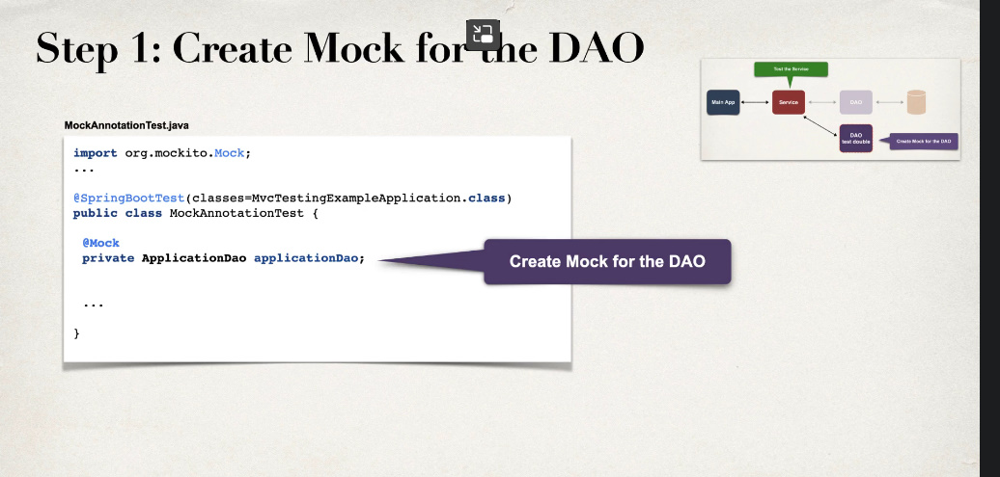 Step 1: Create Mock for the DAO
Test the Service
Main App
Service
DAO
DAO
test double
Create Mock for the DAO
MockAnnotationTest.java
import org.mockito.Mock;
...
@SpringBootTest(classes=MvcTestingExampleApplication.class)
public class MockAnnotationTest {
@Mock
private ApplicationDao applicationDao;
Create Mock for the DAO
...
}